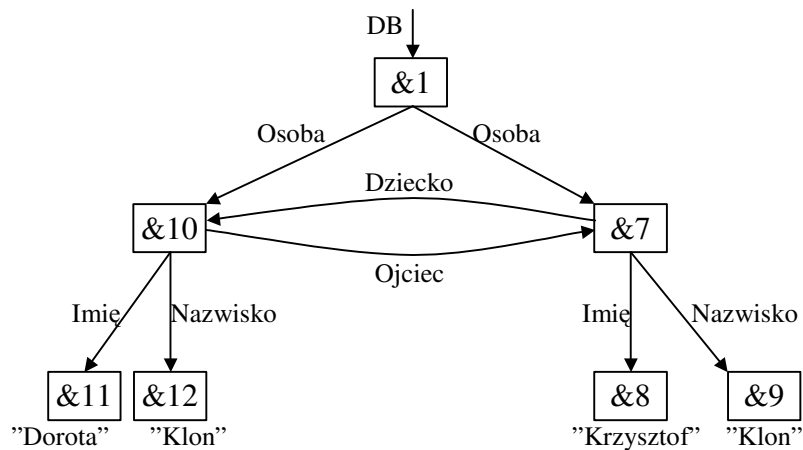 DB
&1
Osoba Osoba
Dziecko
&10 &7
Ojciec
Imię Nazwisko Imię Nazwisko
&11 &12 &8 &9
”Dorota” ”Klon” ”Krzysztof” ”Klon”